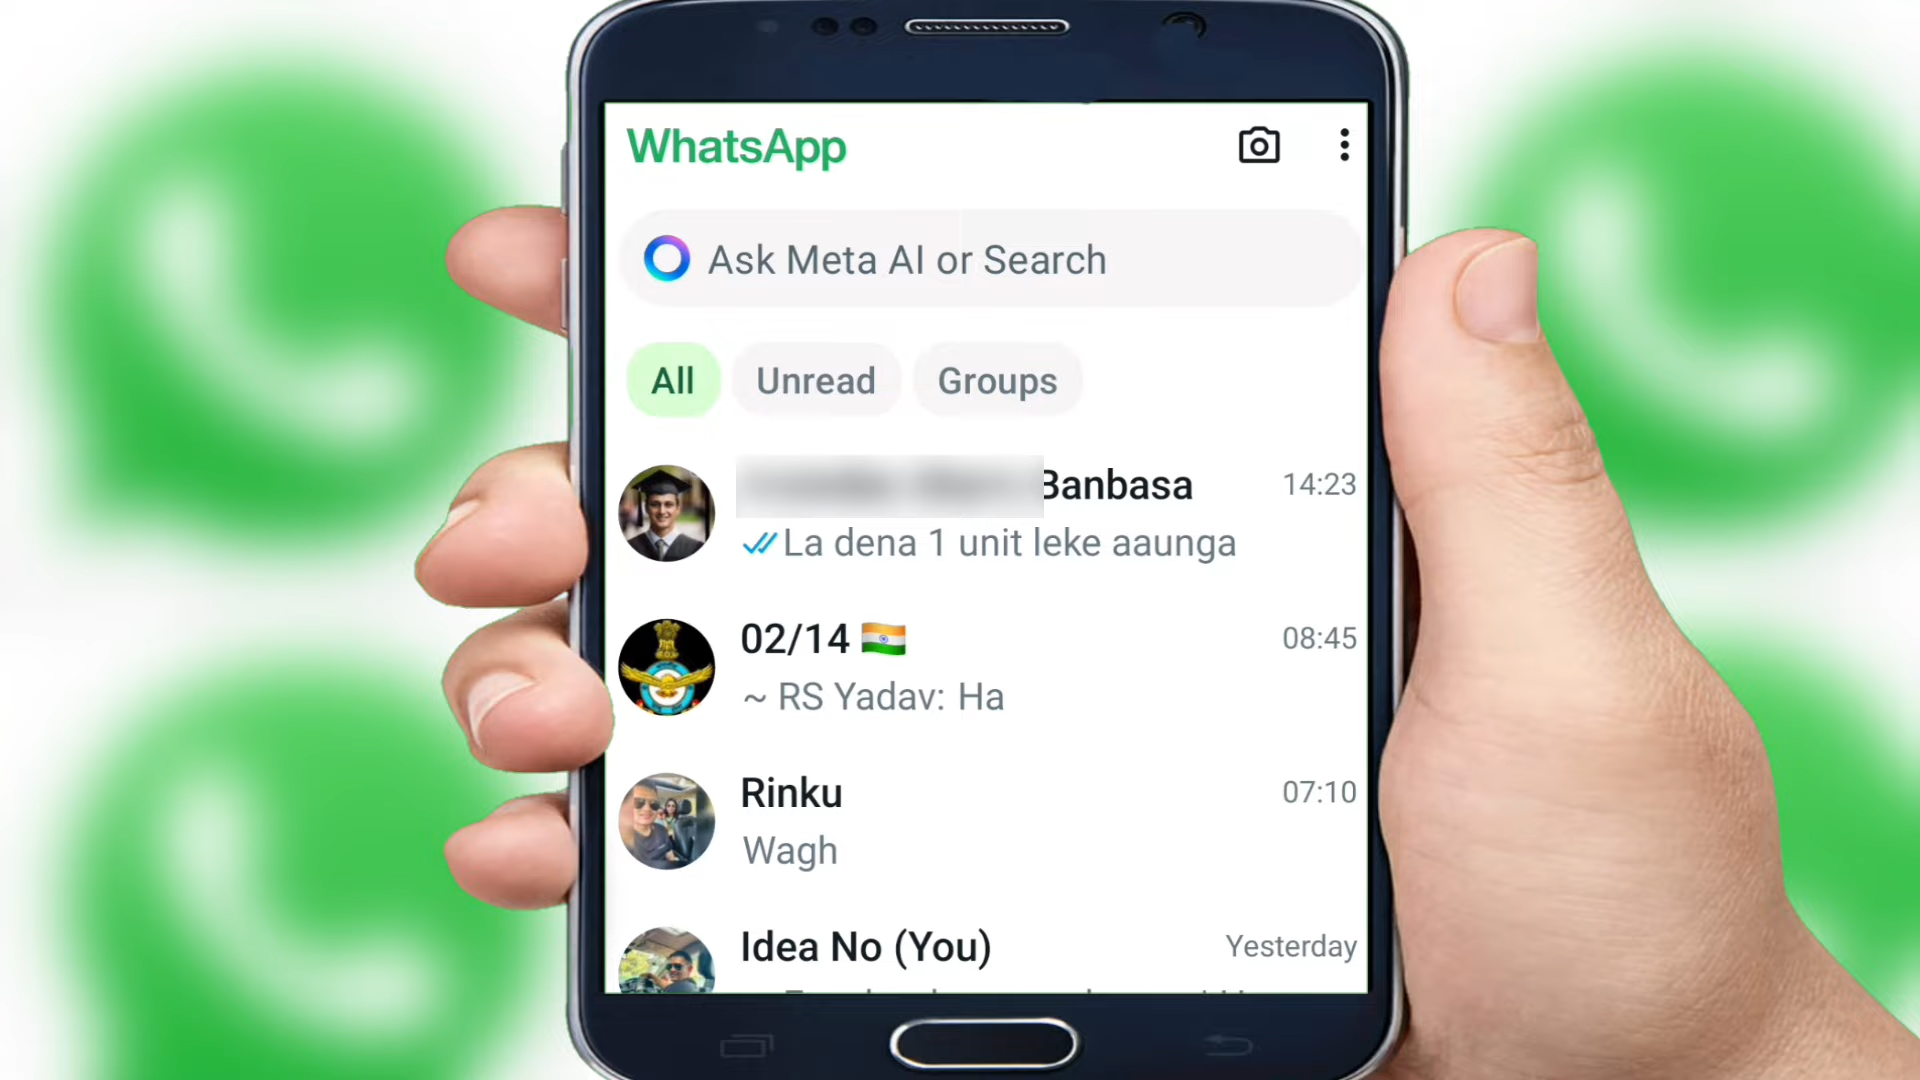 WhatsApp
Ask Meta AI or Search
All Unread Groups
Banbasa 14:23
La dena 1 unit leke aaunga
02/14 08:45
~ RS Yadav: Ha
Rinku 07:10
Wagh
Idea No (You) Yesterday